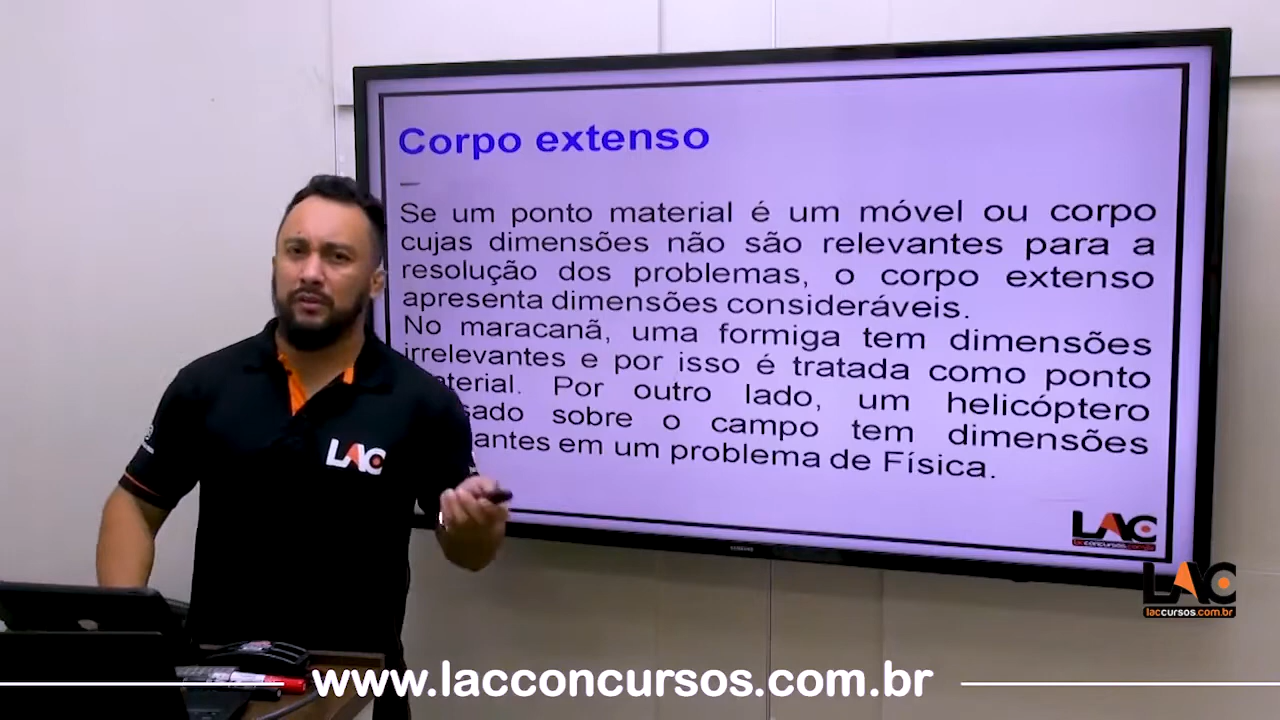 Corpo extenso
Se um ponto material é um móvel ou corpo
cujas dimensões não são relevantes para a
resolução dos problemas, o corpo extenso
apresenta dimensões consideráveis.
No maracanã, uma formiga tem dimensões
irrelevantes e por isso é tratada como ponto
material. Por outro lado, um helicóptero
sobre o campo tem dimensões
em um problema de Física.
LAC
LAC
lacconcursos.com.br
LAC
laccursos.com.br
www.lacconcursos.com.br